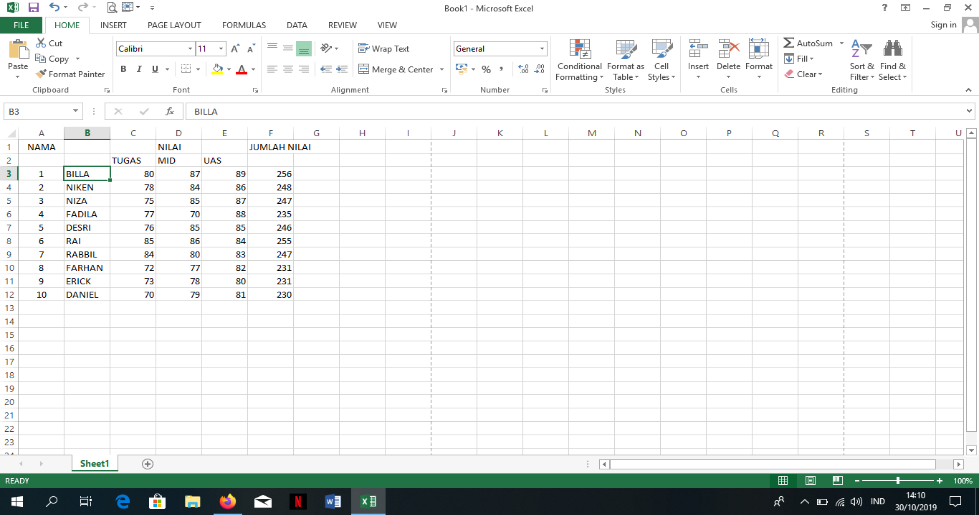 Book1 - Microsoft Excel
FILE HOME INSERT PAGE LAYOUT FORMULAS DATA REVIEW VIEW Sign in
Paste Cut Copy Format Painter Clipboard
Calibri 11 B I U Font
Wrap Text Merge & Center Alignment
General % , Number
Conditional Formatting Format as Table Cell Styles Styles
Insert Delete Format Cells
AutoSum Fill Clear Sort & Filter Find & Select Editing
B3 fx BILLA
A B C D E F G H I J K L M N O P Q R S T U
1 NAMA NILAI JUMLAH NILAI
2 TUGAS MID UAS
3 1 BILLA 80 87 89 256
4 2 NIKEN 78 84 86 248
5 3 NIZA 75 85 87 247
6 4 FADILA 77 70 88 235
7 5 DESRI 76 85 85 246
8 6 RAI 85 86 84 255
9 7 RABBIL 84 80 83 247
10 8 FARHAN 72 77 82 231
11 9 ERICK 73 78 80 231
12 10 DANIEL 70 79 81 230
13
14
15
16
17
18
19
20
21
22
23
Sheet1
READY 100%
IND 14:10
30/10/2019